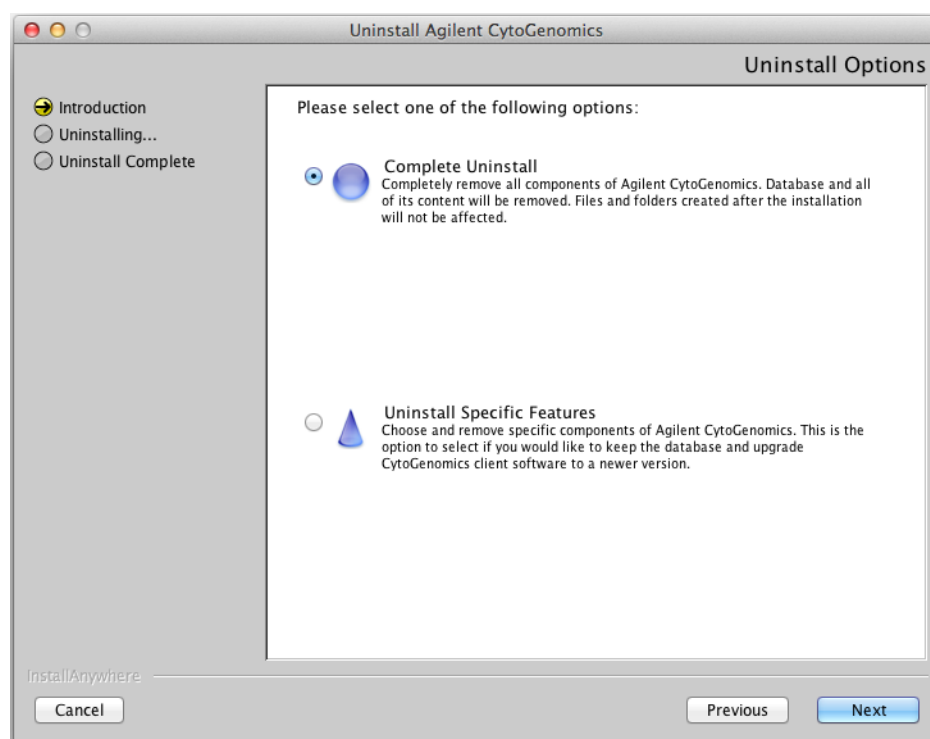 Uninstall Agilent CytoGenomics
Uninstall Options
Introduction
Uninstalling...
Uninstall Complete
Please select one of the following options:
Complete Uninstall
Completely remove all components of Agilent CytoGenomics. Database and all
of its content will be removed. Files and folders created after the installation
will not be affected.
Uninstall Specific Features
Choose and remove specific components of Agilent CytoGenomics. This is the
option to select if you would like to keep the database and upgrade
CytoGenomics client software to a newer version.
InstallAnywhere
Cancel
Previous
Next